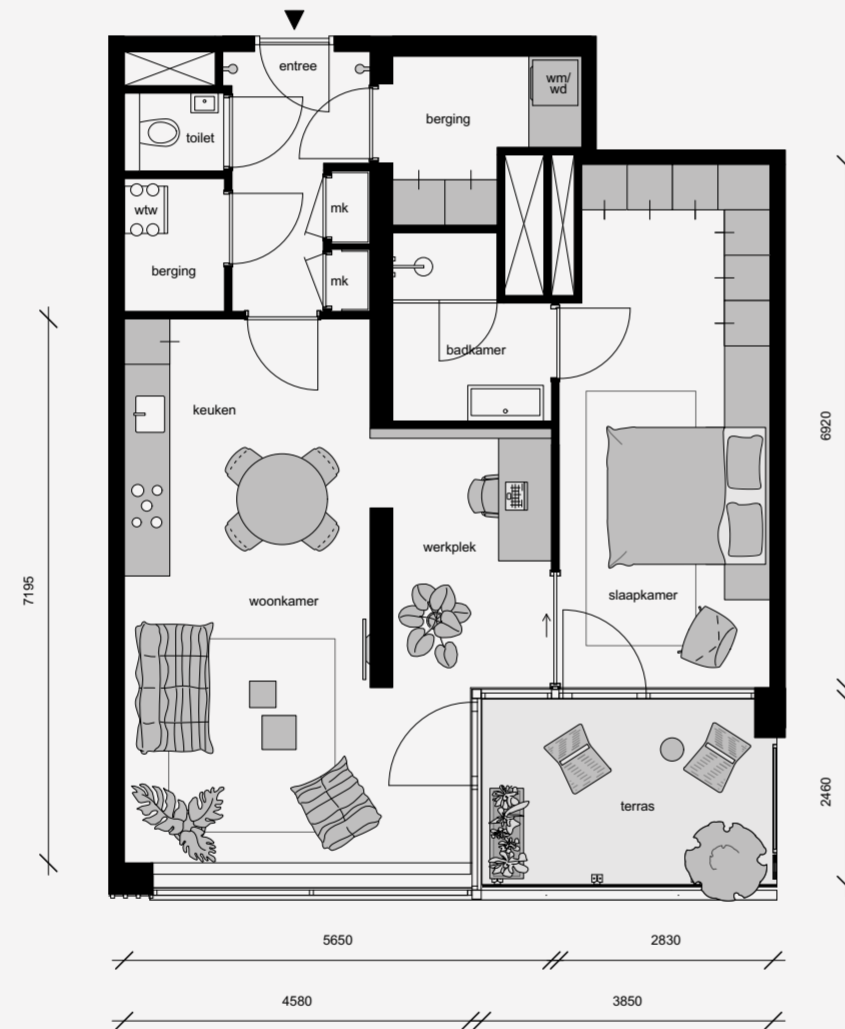 entree
wm/
wd
berging
toilet
wtw
mk
berging
mk
badkamer
keuken
6920
werkplek
7195
woonkamer
slaapkamer
terras
2460
5650
2830
4580
3850